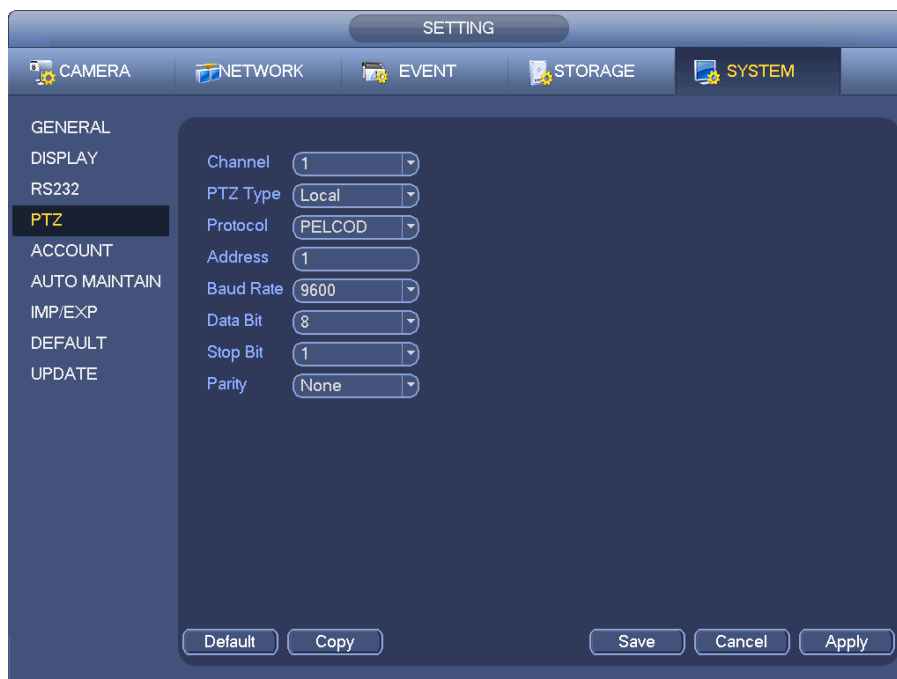 SETTING
CAMERA NETWORK EVENT STORAGE SYSTEM
GENERAL
DISPLAY
RS232
PTZ
ACCOUNT
AUTO MAINTAIN
IMP/EXP
DEFAULT
UPDATE
Channel 1
PTZ Type Local
Protocol PELCOD
Address 1
Baud Rate 9600
Data Bit 8
Stop Bit 1
Parity None
Default Copy Save Cancel Apply